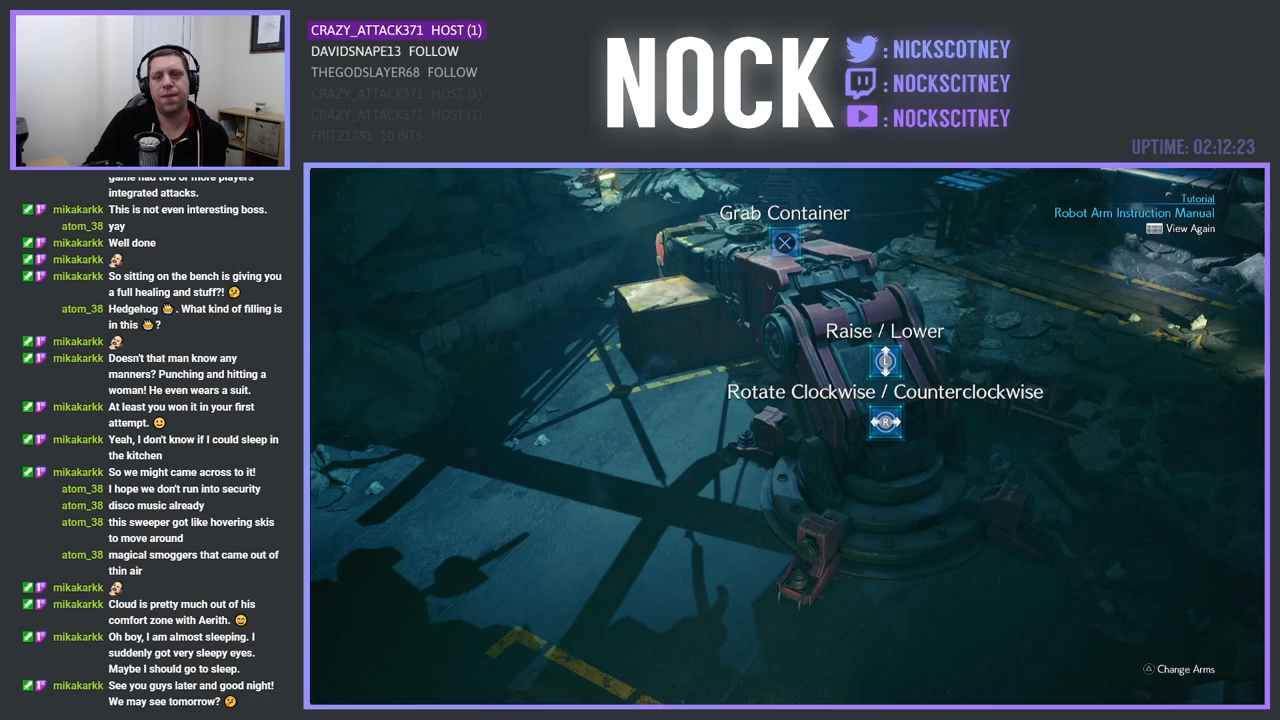 CRAZY_ATTACK371 HOST (1)
DAVIDSNAPE13 FOLLOW
THEGODSLAYER68 FOLLOW
CRAZY_ATTACK371 HOST (1)
CRAZY_ATTACK371 HOST (1)
FRITZ1791 10 BITS
NOCK
: NICKSCOTNEY
: NOCKSCITNEY
: NOCKSCITNEY
UPTIME: 02:12:23
game had two or more players
integrated attacks.
mikakarkk This is not even interesting boss.
atom_38 yay
mikakarkk Well done
mikakarkk
mikakarkk So sitting on the bench is giving you
a full healing and stuff?!
atom_38 Hedgehog . What kind of filling is
in this ?
mikakarkk
mikakarkk Doesn't that man know any
manners? Punching and hitting a
woman! He even wears a suit.
mikakarkk At least you won it in your first
attempt.
mikakarkk Yeah, I don't know if I could sleep in
the kitchen
mikakarkk So we might came across to it!
atom_38 I hope we don't run into security
atom_38 disco music already
atom_38 this sweeper got like hovering skis
to move around
atom_38 magical smoggers that came out of
thin air
mikakarkk
mikakarkk Cloud is pretty much out of his
comfort zone with Aerith.
mikakarkk Oh boy, I am almost sleeping. I
suddenly got very sleepy eyes.
Maybe I should go to sleep.
mikakarkk See you guys later and good night!
We may see tomorrow?
Tutorial
Robot Arm Instruction Manual
View Again
Grab Container
Raise / Lower
L
Rotate Clockwise / Counterclockwise
R
Change Arms